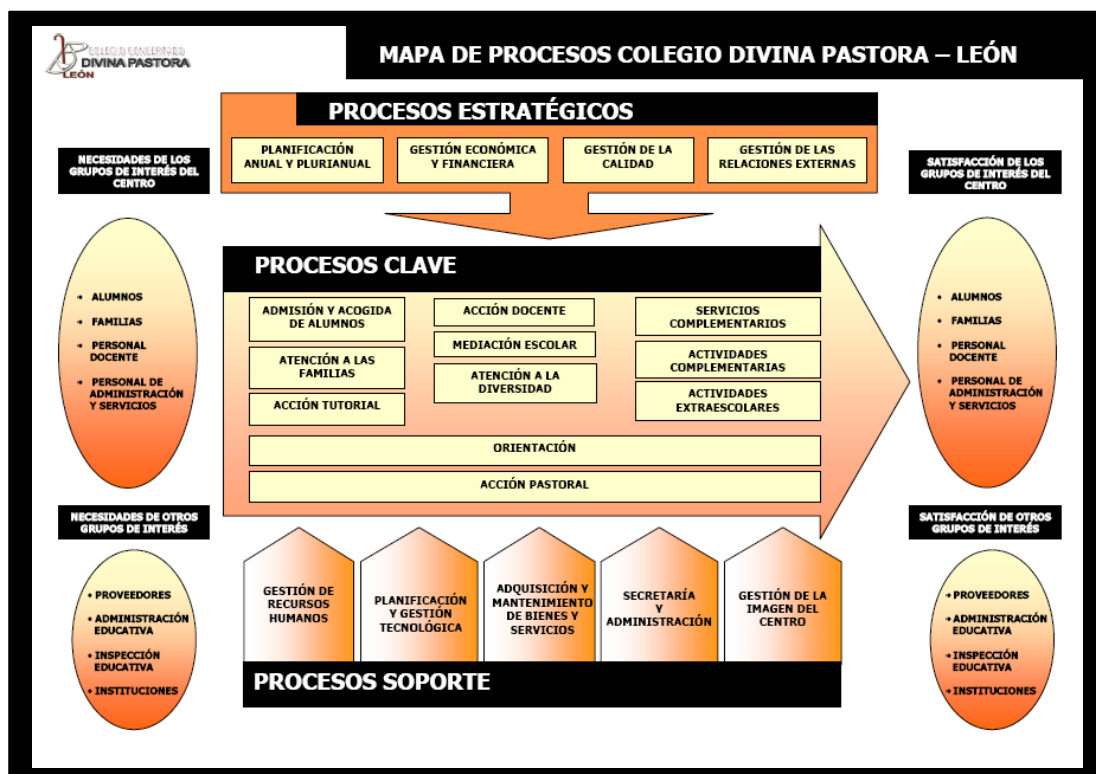 COLEGIO CONCERTADO
DIVINA PASTORA
LEÓN
MAPA DE PROCESOS COLEGIO DIVINA PASTORA – LEÓN
PROCESOS ESTRATÉGICOS
PLANIFICACIÓN
ANUAL Y PLURIANUAL
GESTIÓN ECONÓMICA
Y FINANCIERA
GESTIÓN DE LA
CALIDAD
GESTIÓN DE LAS
RELACIONES EXTERNAS
NECESIDADES DE LOS
GRUPOS DE INTERÉS DEL
CENTRO
• ALUMNOS
• FAMILIAS
• PERSONAL
DOCENTE
• PERSONAL DE
ADMINISTRACIÓN
Y SERVICIOS
PROCESOS CLAVE
ADMISIÓN Y ACOGIDA
DE ALUMNOS
ATENCIÓN A LAS
FAMILIAS
ACCIÓN TUTORIAL
ACCIÓN DOCENTE
MEDIACIÓN ESCOLAR
ATENCIÓN A LA
DIVERSIDAD
SERVICIOS
COMPLEMENTARIOS
ACTIVIDADES
COMPLEMENTARIAS
ACTIVIDADES
EXTRAESCOLARES
ORIENTACIÓN
ACCIÓN PASTORAL
SATISFACCIÓN DE LOS
GRUPOS DE INTERÉS DEL
CENTRO
• ALUMNOS
• FAMILIAS
• PERSONAL
DOCENTE
• PERSONAL DE
ADMINISTRACIÓN
Y SERVICIOS
NECESIDADES DE OTROS
GRUPOS DE INTERÉS
• PROVEEDORES
• ADMINISTRACIÓN
EDUCATIVA
• INSPECCIÓN
EDUCATIVA
• INSTITUCIONES
GESTIÓN DE
RECURSOS
HUMANOS
PLANIFICACIÓN
Y GESTIÓN
TECNOLÓGICA
ADQUISICIÓN Y
MANTENIMIENTO
DE BIENES Y
SERVICIOS
SECRETARÍA
Y
ADMINISTRACIÓN
GESTIÓN DE LA
IMAGEN DEL
CENTRO
PROCESOS SOPORTE
SATISFACCIÓN DE OTROS
GRUPOS DE INTERÉS
• PROVEEDORES
• ADMINISTRACIÓN
EDUCATIVA
• INSPECCIÓN
EDUCATIVA
• INSTITUCIONES